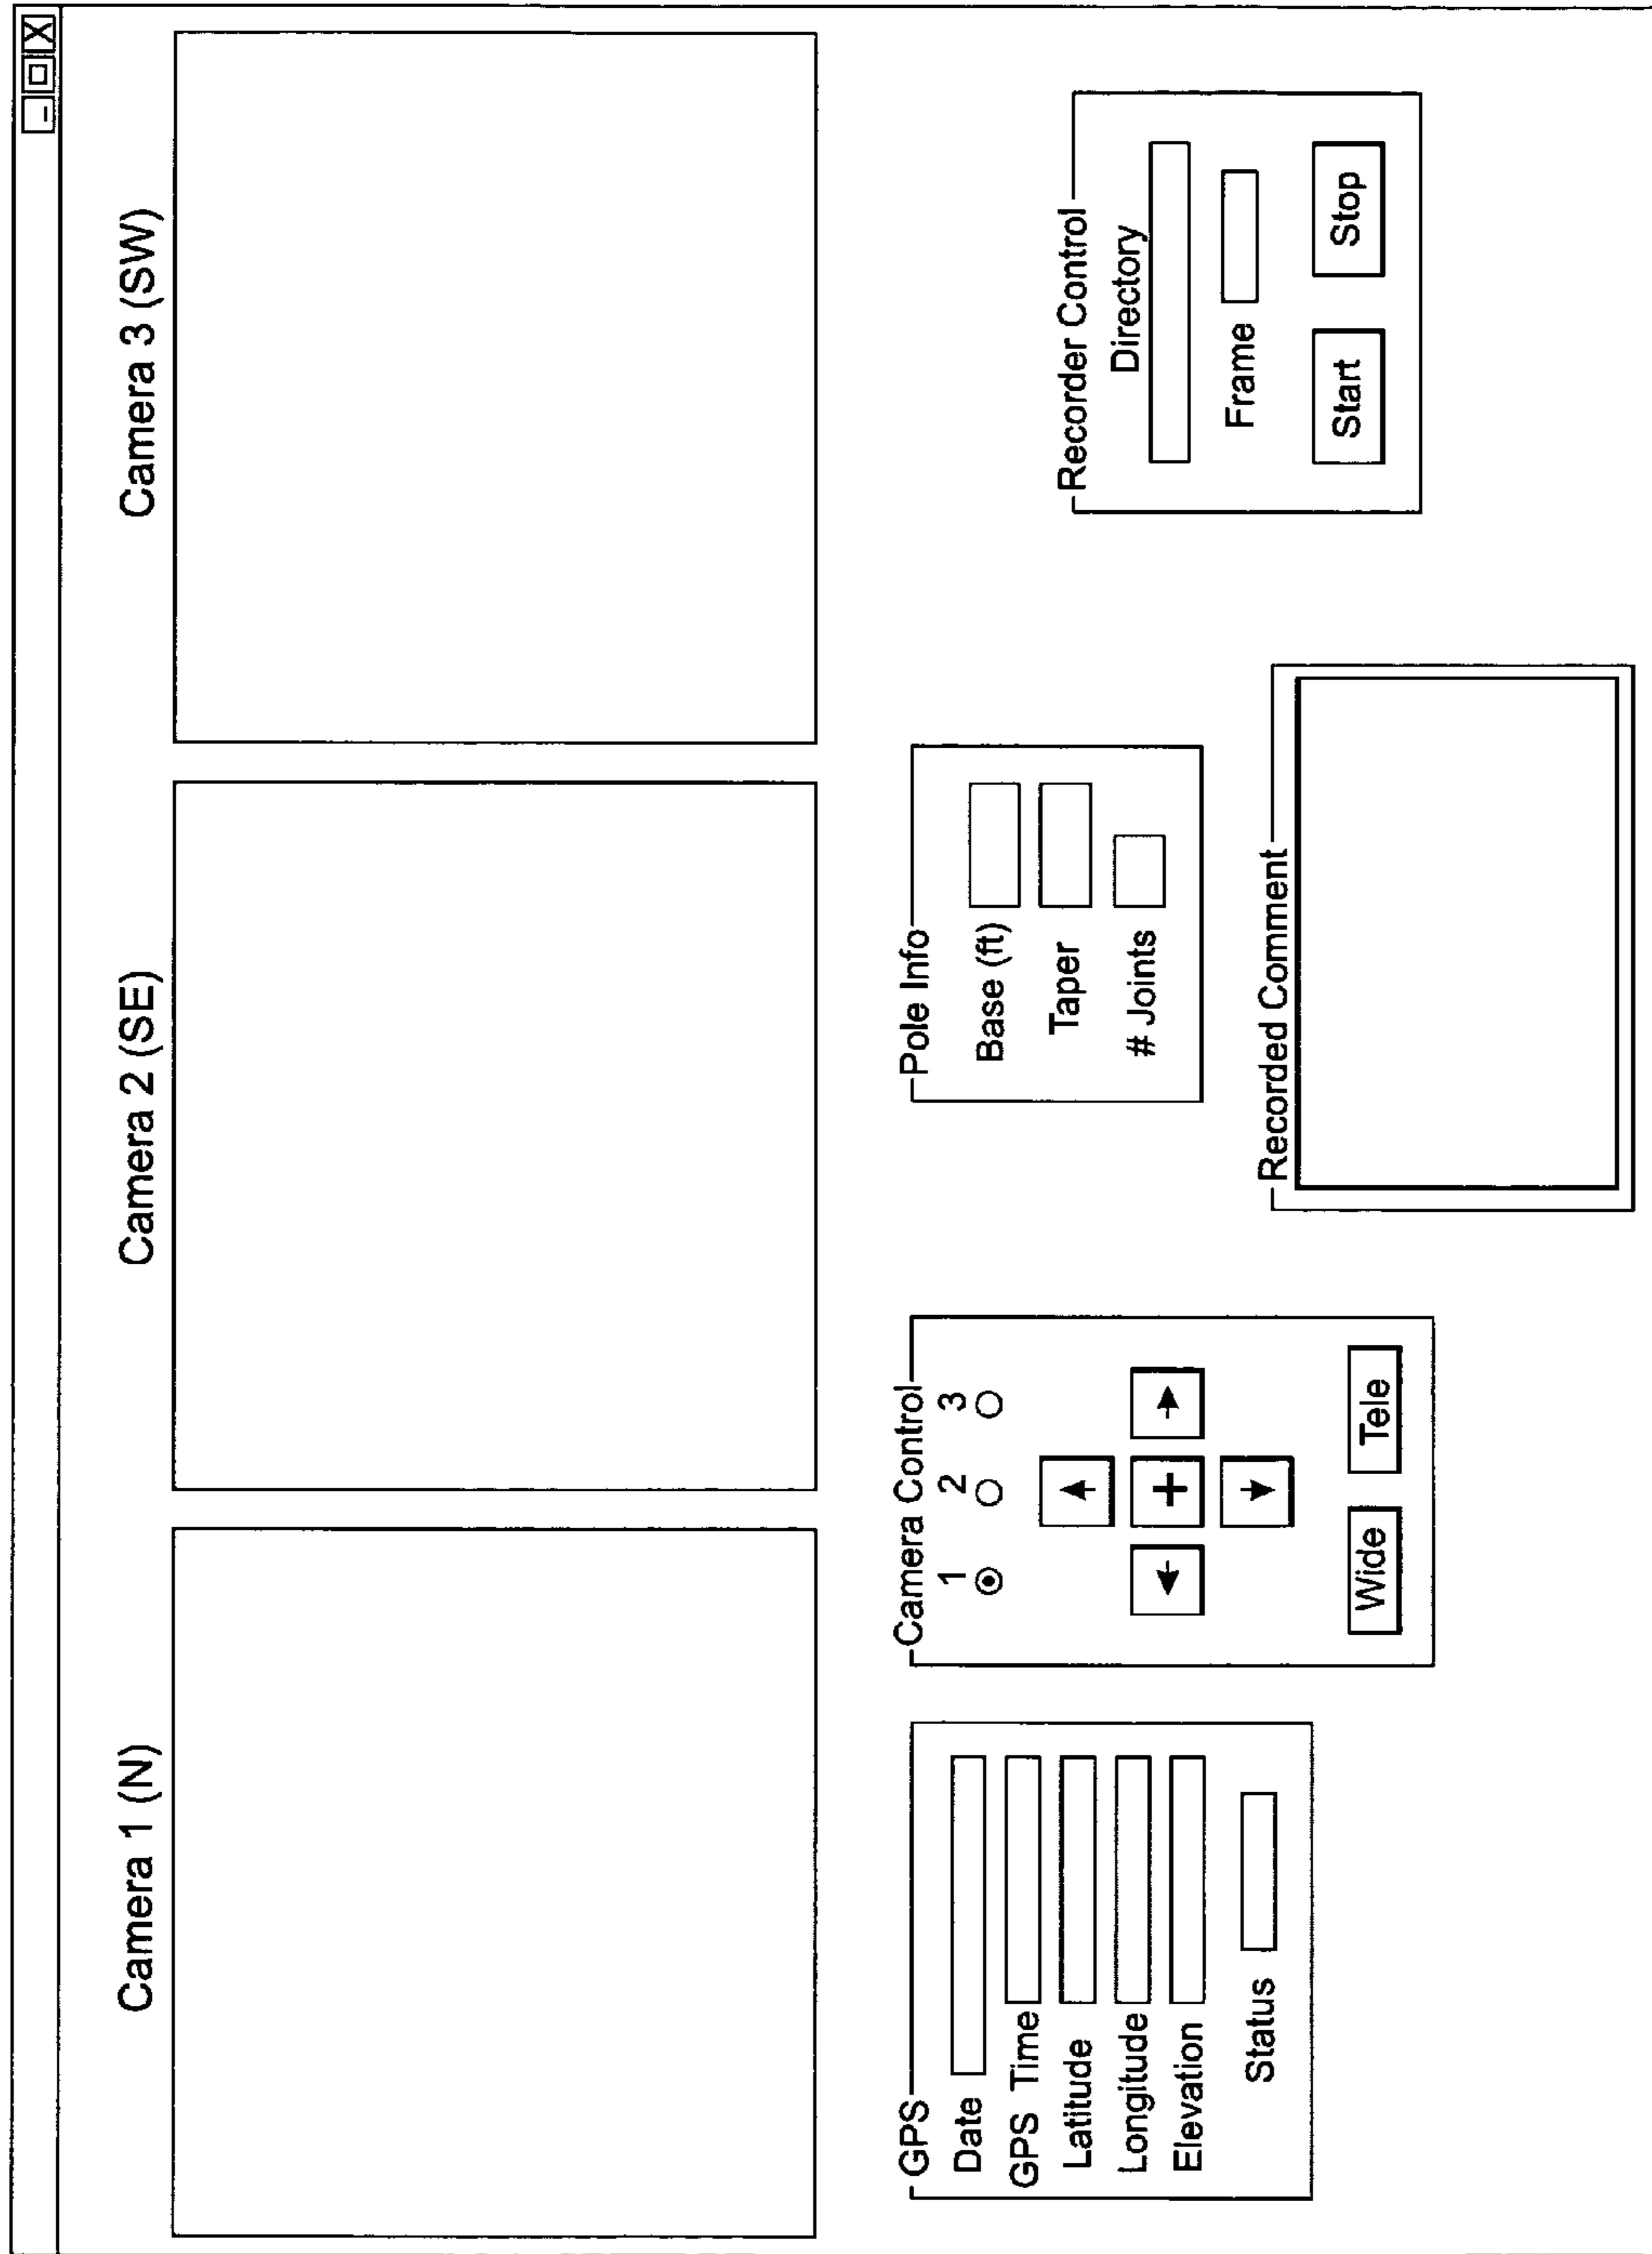 Camera 1 (N)
Camera 2 (SE)
Camera 3 (SW)
GPS
Date
GPS Time
Latitude
Longitude
Elevation
Status
Camera Control
1 2 3
+
Wide Tele
Pole Info
Base (ft)
Taper
# Joints
Recorded Comment
Recorder Control
Directory
Frame
Start Stop